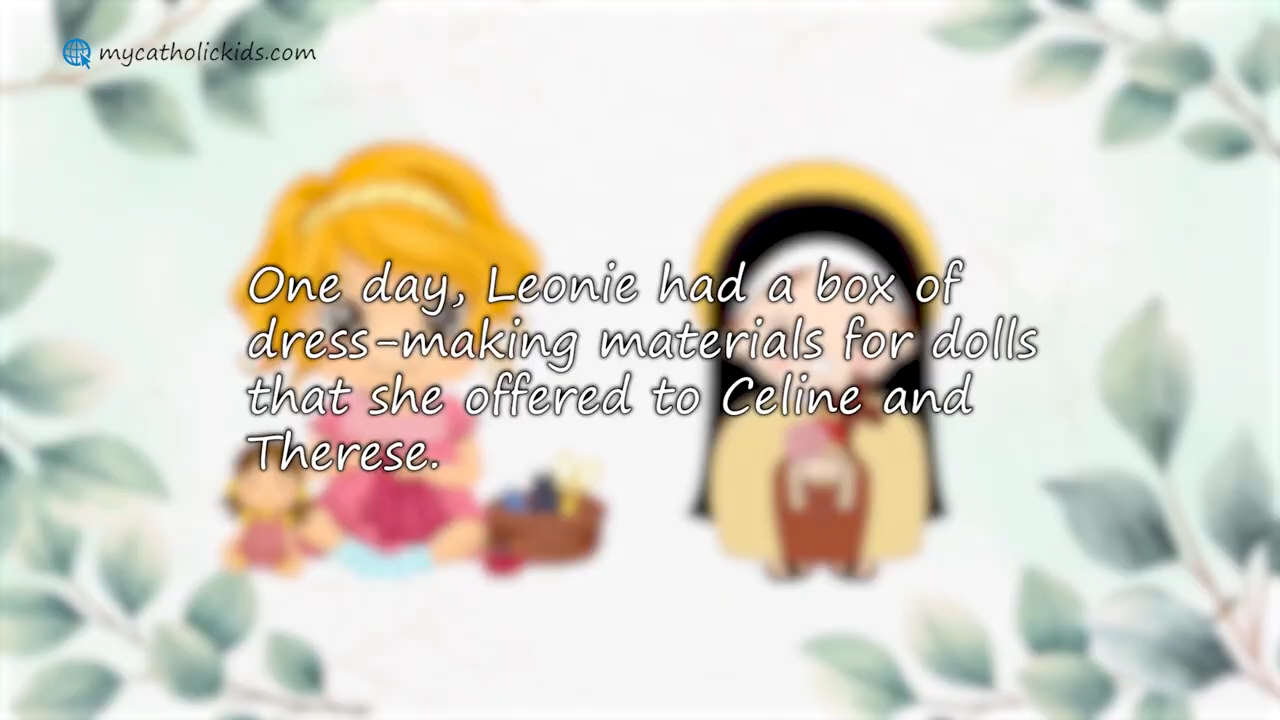 mycatholickids.com
One day, Leonie had a box of
dress-making materials for dolls
that she offered to Celine and
Therese.